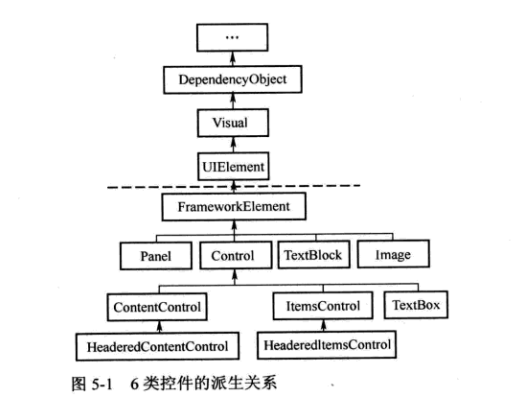 ...
DependencyObject
Visual
UIElement
FrameworkElement
Panel Control TextBlock Image
ContentControl ItemsControl TextBox
HeaderedContentControl HeaderedItemsControl
图 5-1 6 类控件的派生关系